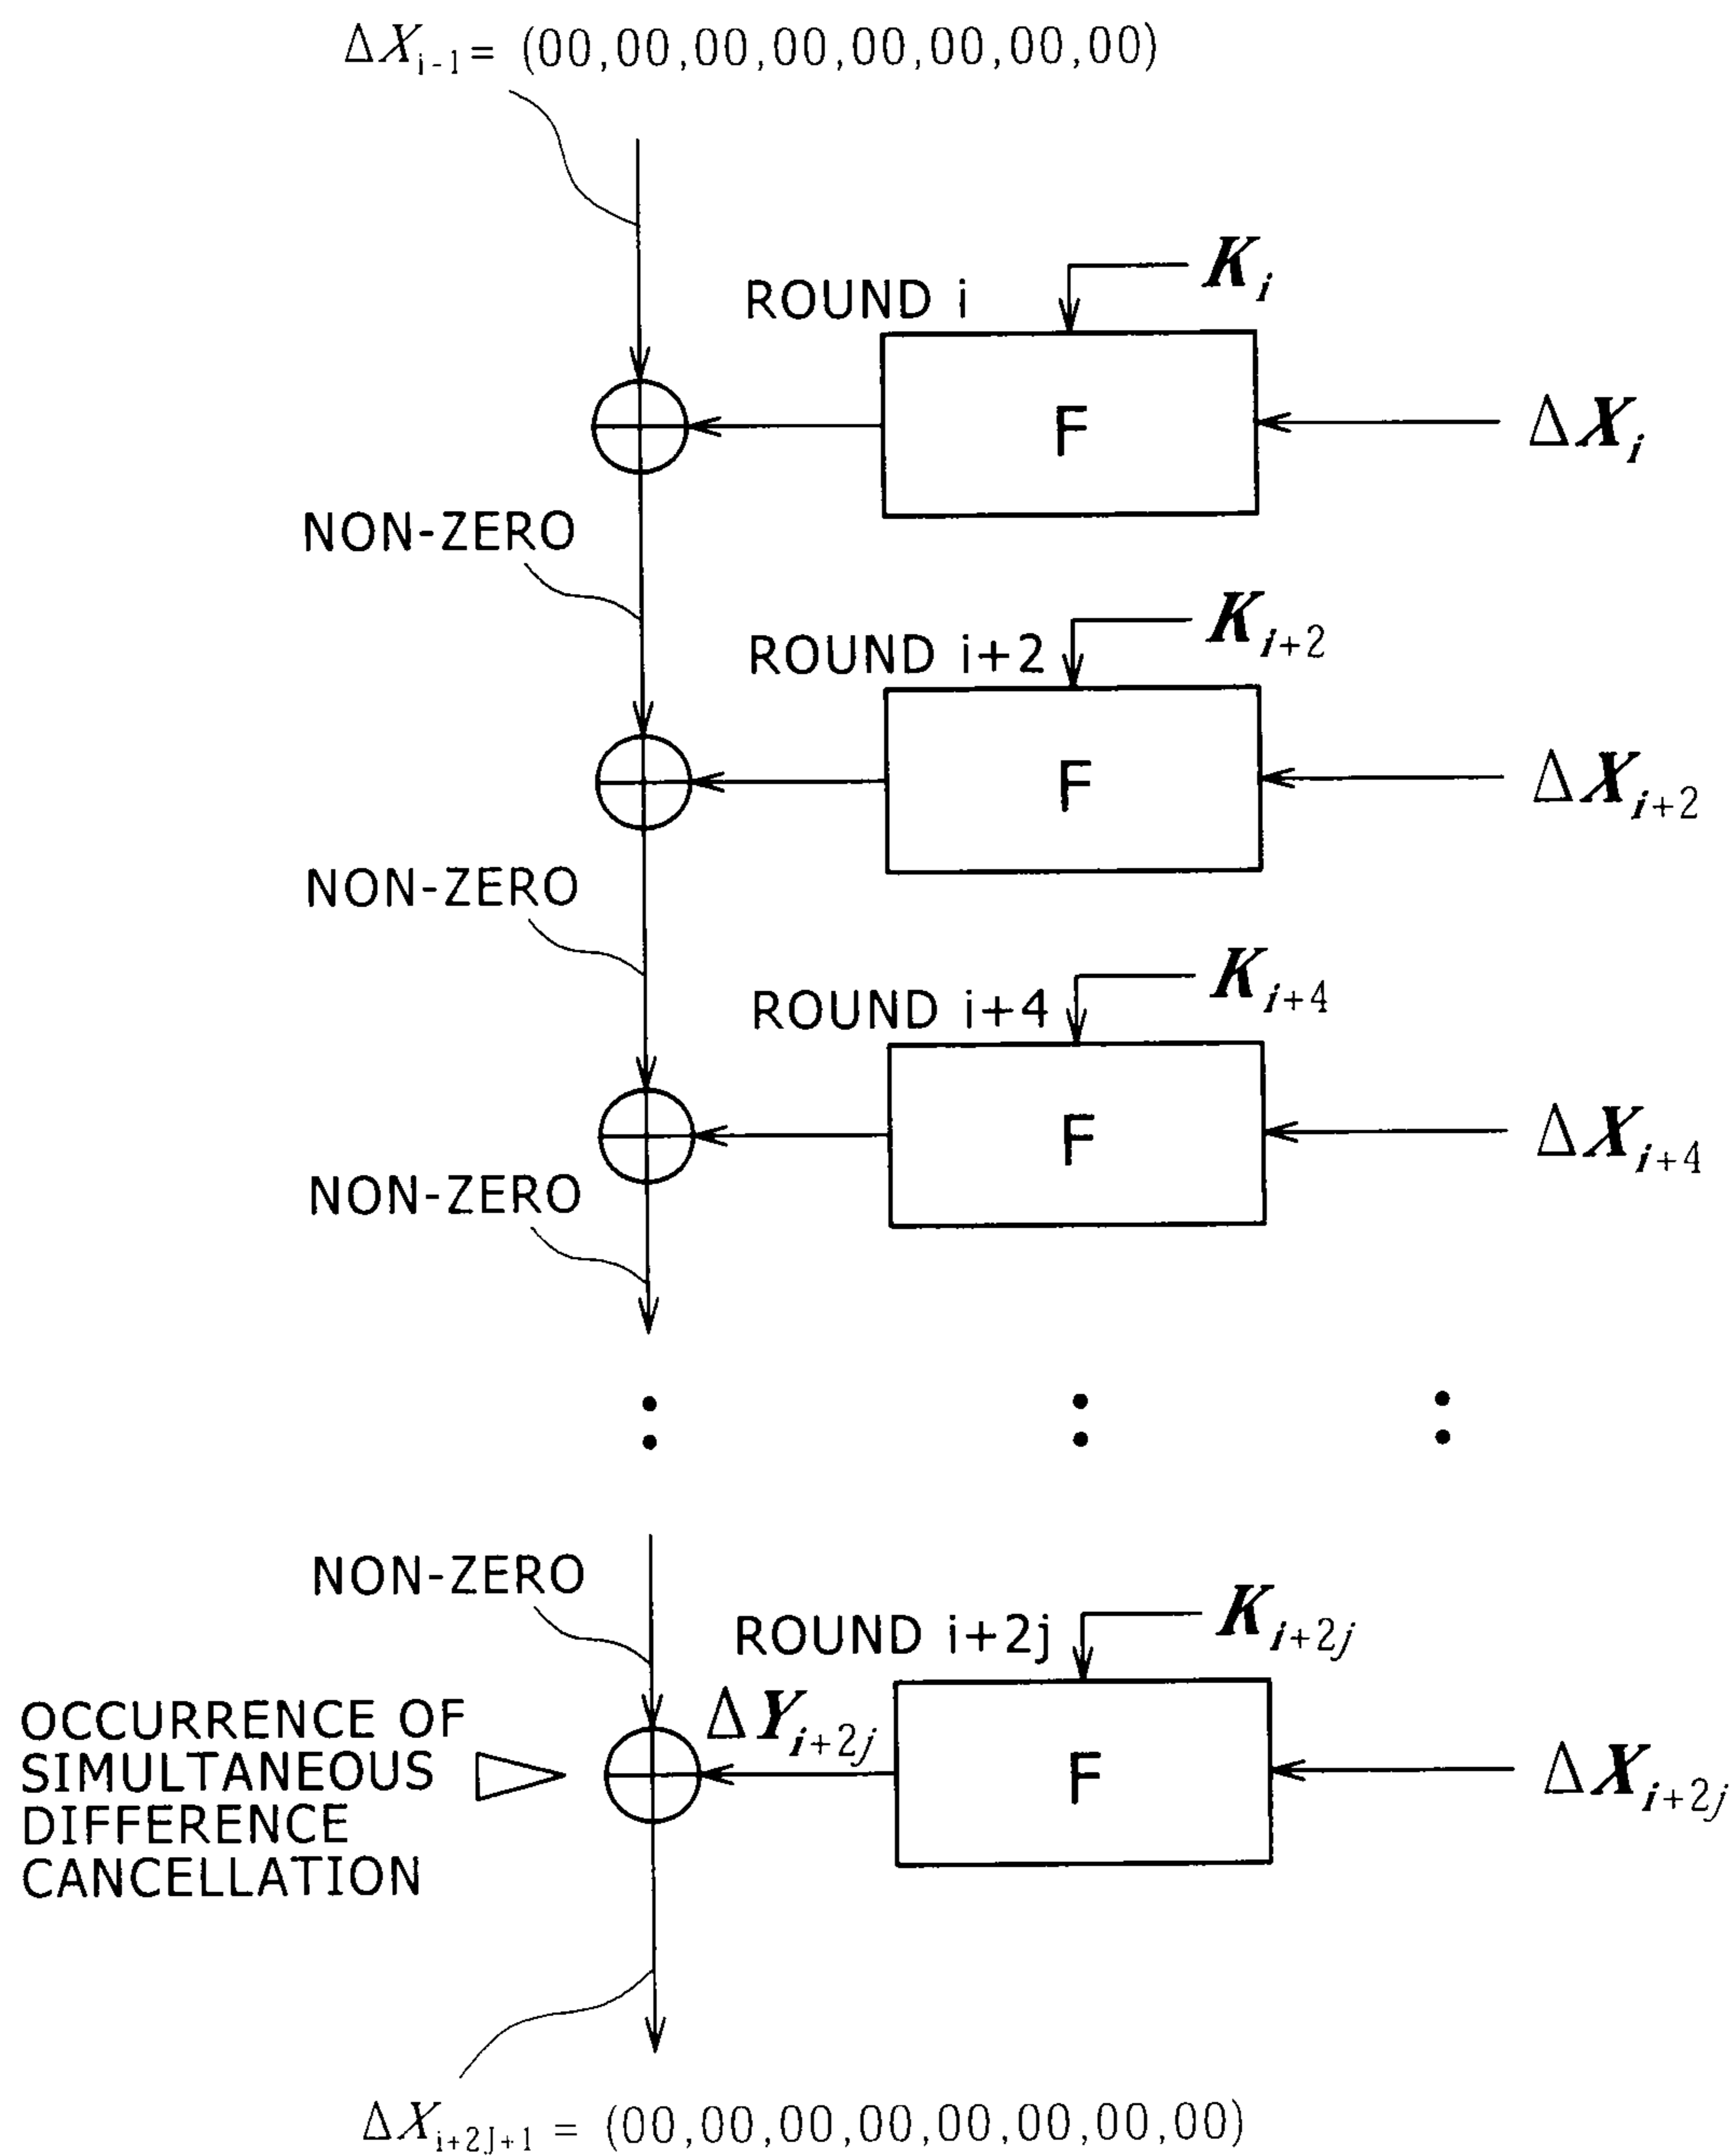 ΔX_{i-1} = (00,00,00,00,00,00,00,00)
K_i
ROUND i
F
ΔX_i
NON-ZERO
K_{i+2}
ROUND i+2
F
ΔX_{i+2}
NON-ZERO
K_{i+4}
ROUND i+4
F
ΔX_{i+4}
NON-ZERO
NON-ZERO
K_{i+2j}
ROUND i+2j
OCCURRENCE OF
SIMULTANEOUS
DIFFERENCE
CANCELLATION
ΔY_{i+2j}
F
ΔX_{i+2j}
ΔX_{i+2J+1} = (00,00,00,00,00,00,00,00)